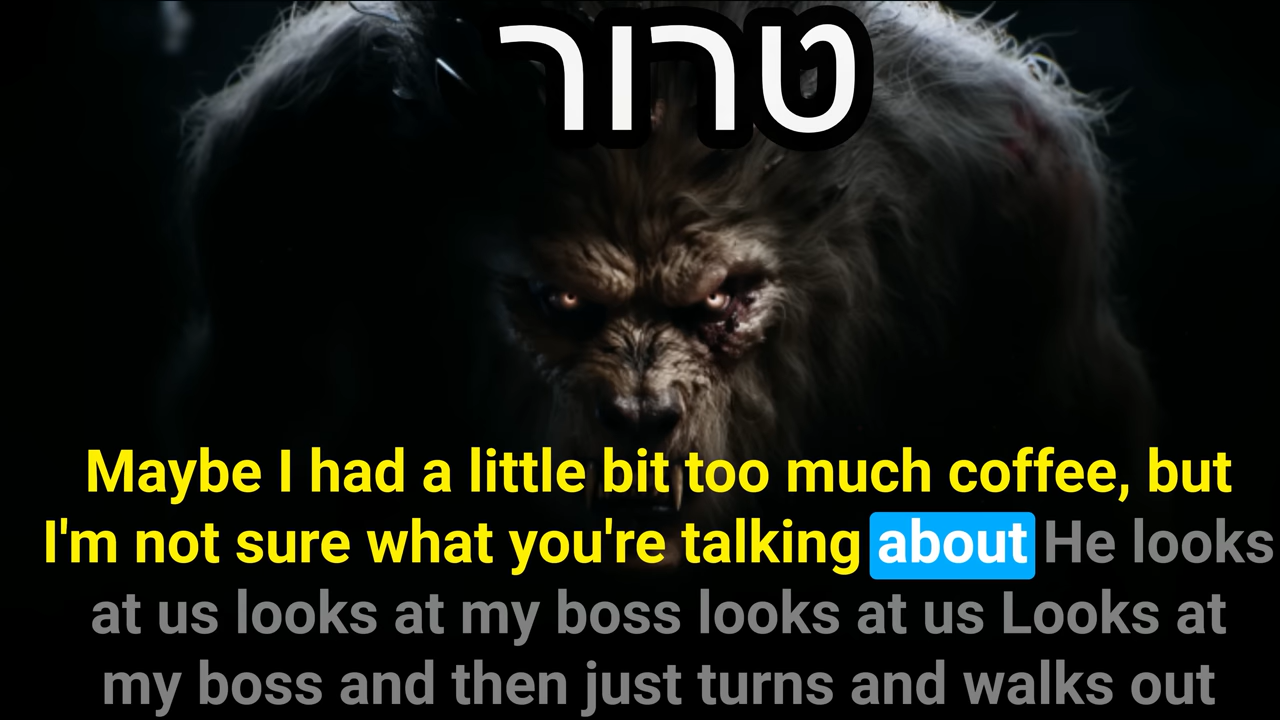 טרור
Maybe I had a little bit too much coffee, but
I'm not sure what you're talking about He looks
at us looks at my boss looks at us Looks at
my boss and then just turns and walks out